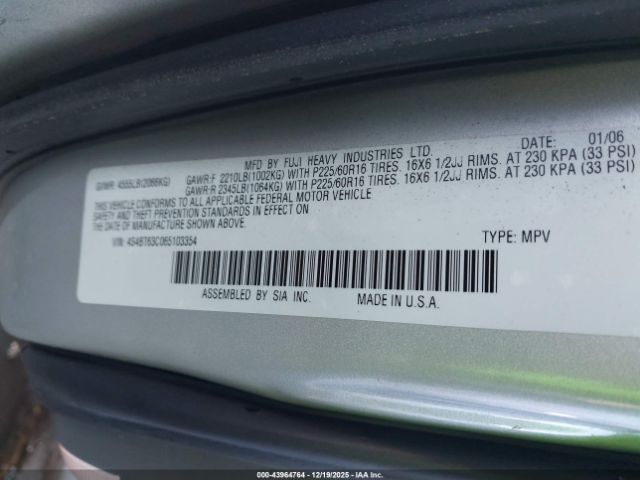 MFD BY FUJI HEAVY INDUSTRIES LTD. DATE: 01/06
GVWR: 4555LB(2066KG) GAWR:F 2210LB(1002KG) WITH P225/60R16 TIRES. 16X6 1/2JJ RIMS. AT 230 KPA (33 PSI)
GAWR:R 2345LB(1064KG) WITH P225/60R16 TIRES. 16X6 1/2JJ RIMS. AT 230 KPA (33 PSI)
THIS VEHICLE CONFORMS TO ALL APPLICABLE FEDERAL MOTOR VEHICLE
SAFETY AND THEFT PREVENTION STANDARDS IN EFFECT ON
THE DATE OF MANUFACTURE SHOWN ABOVE.
VIN: 4S4BT63C065103354 TYPE: MPV
ASSEMBLED BY SIA INC. MADE IN U.S.A.
000-43964764 - 12/19/2025 - IAA Inc.